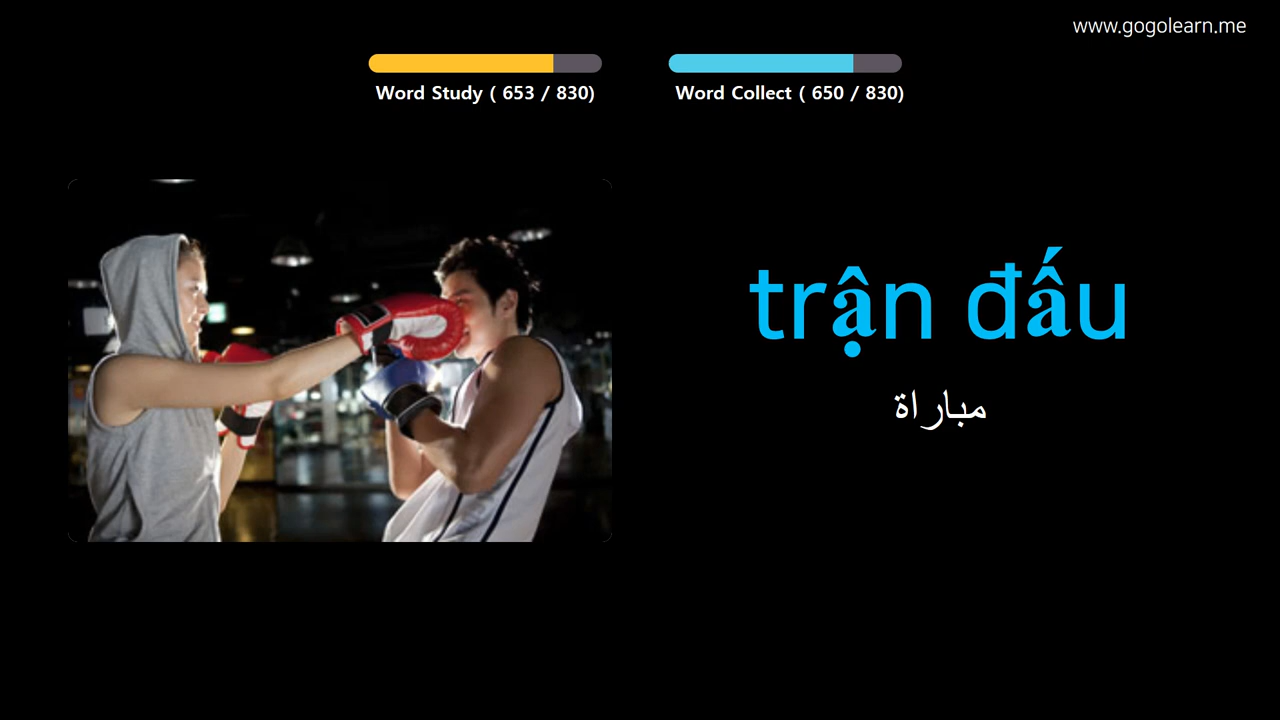 www.gogolearn.me
Word Study ( 653 / 830)
Word Collect ( 650 / 830)
trận đấu
مباراة